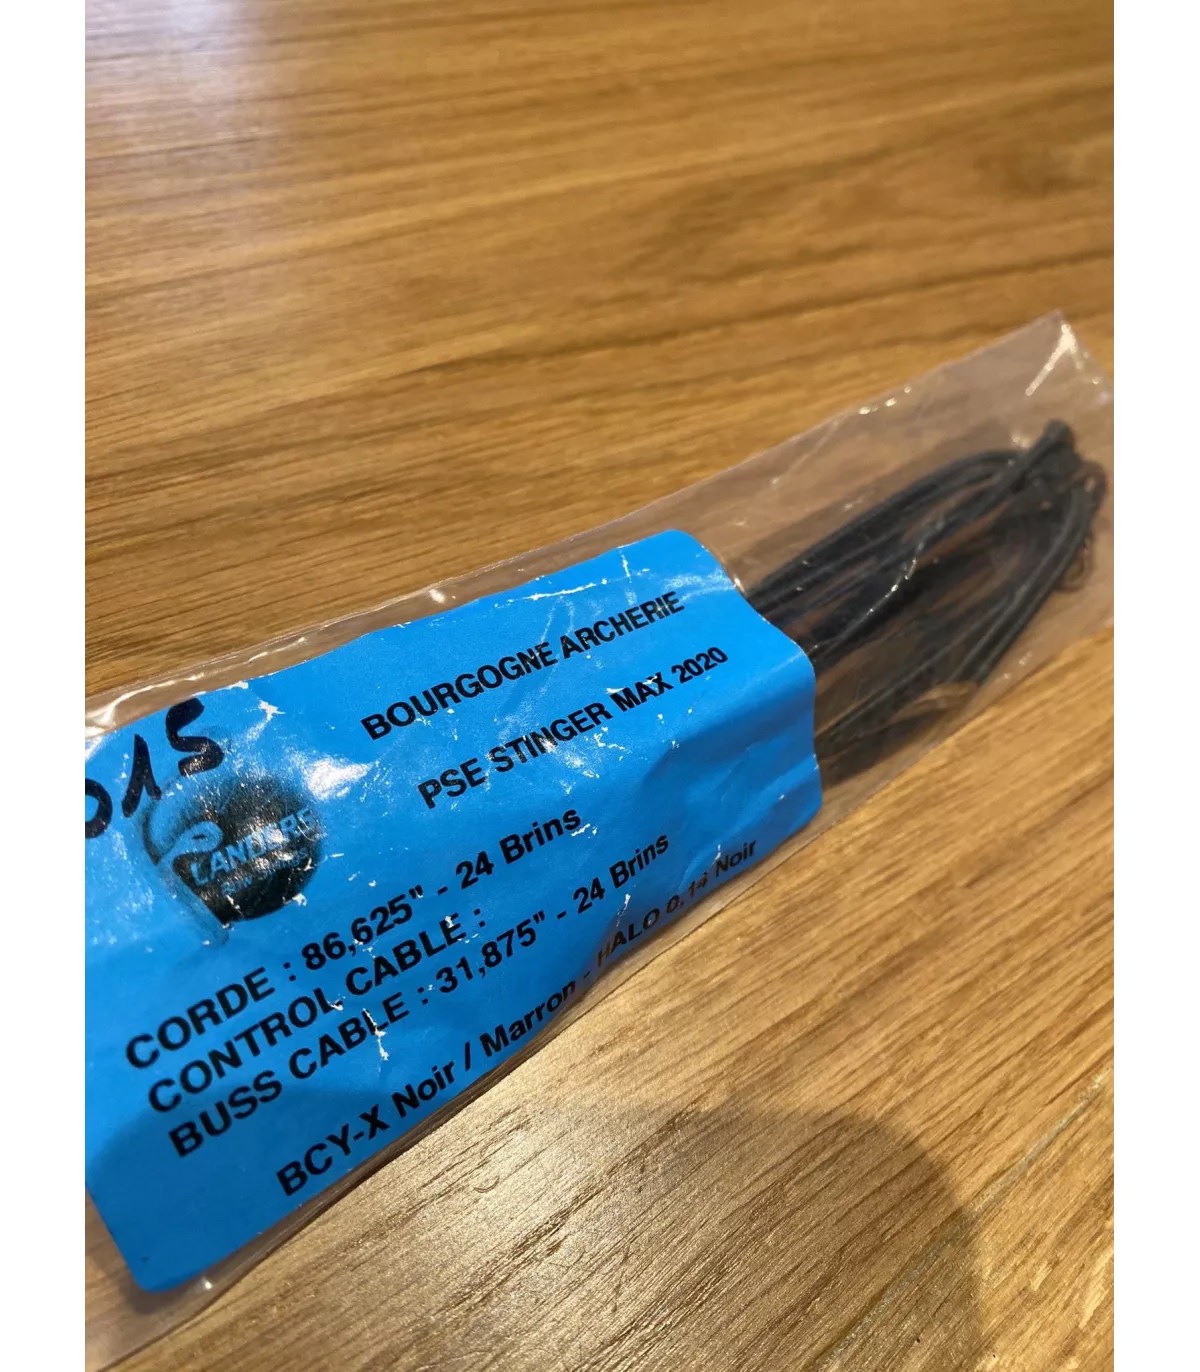 BOURGOGNE ARCHERIE
PSE STINGER MAX 2020
015
CORDE : 86,625" - 24 Brins
CONTROL CABLE :
BUSS CABLE : 31,875" - 24 Brins
BCY-X Noir / Marron - HALO 0,14 Noir